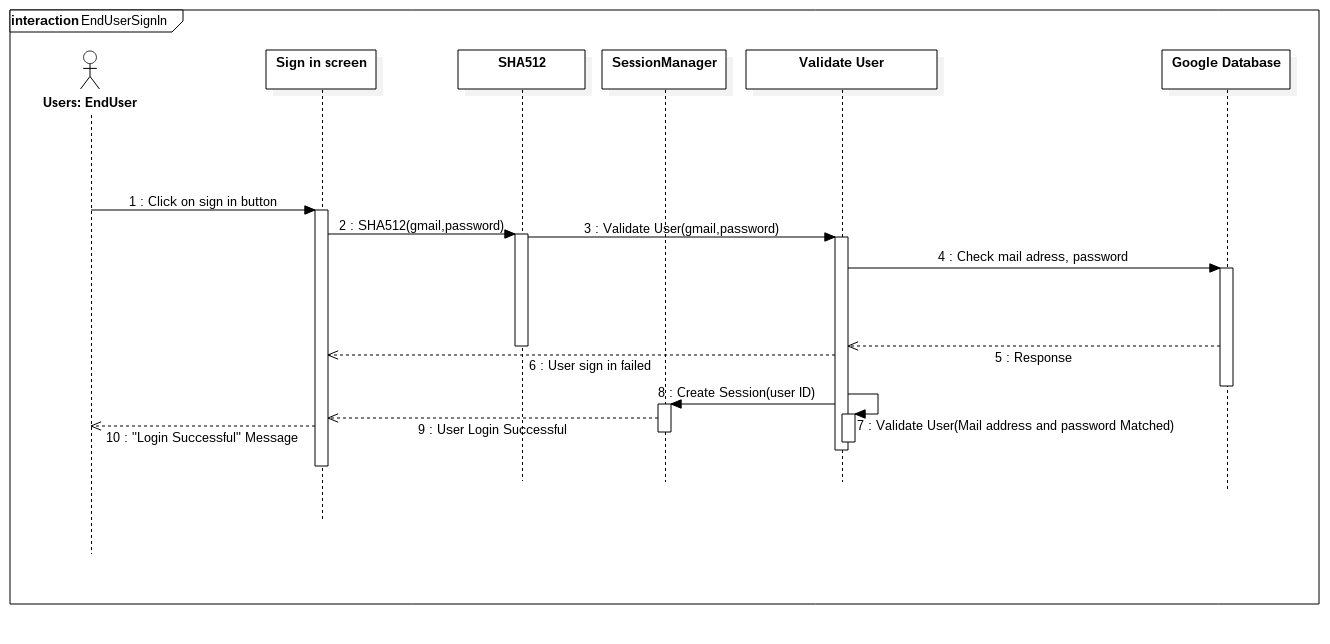 interaction EndUserSignIn
Users: EndUser
Sign in screen
SHA512
SessionManager
Validate User
Google Database
1 : Click on sign in button
2 : SHA512(gmail,password)
3 : Validate User(gmail,password)
4 : Check mail adress, password
5 : Response
6 : User sign in failed
8 : Create Session(user ID)
7 : Validate User(Mail address and password Matched)
9 : User Login Successful
10 : "Login Successful" Message